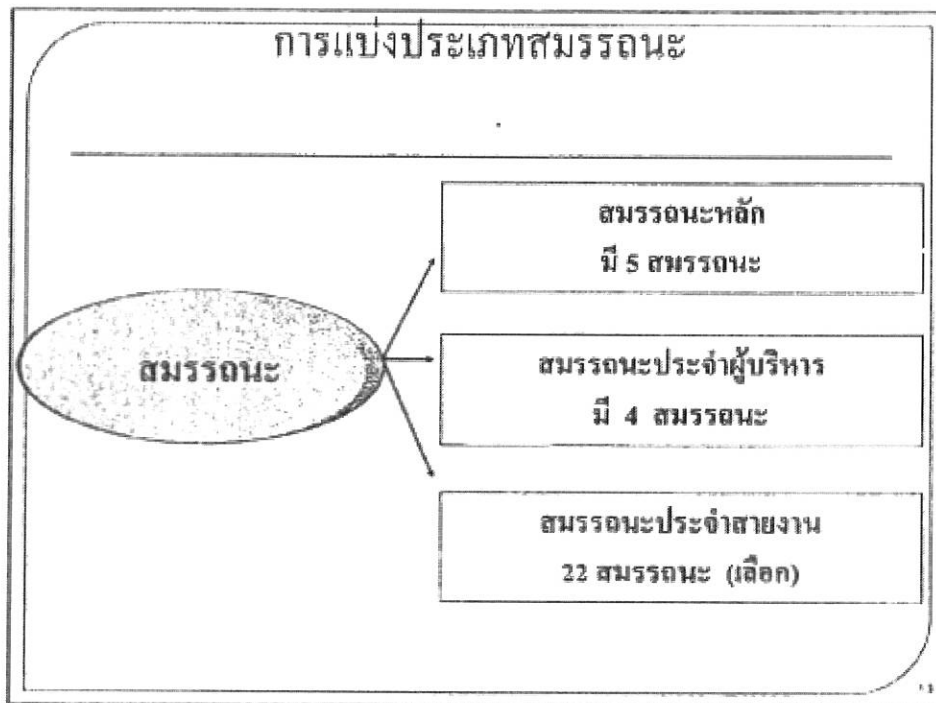 การแบ่งประเภทสมรรถนะ
สมรรถนะหลัก
มี 5 สมรรถนะ
สมรรถนะ
สมรรถนะประจำผู้บริหาร
มี 4 สมรรถนะ
สมรรถนะประจำสายงาน
22 สมรรถนะ (เลือก)